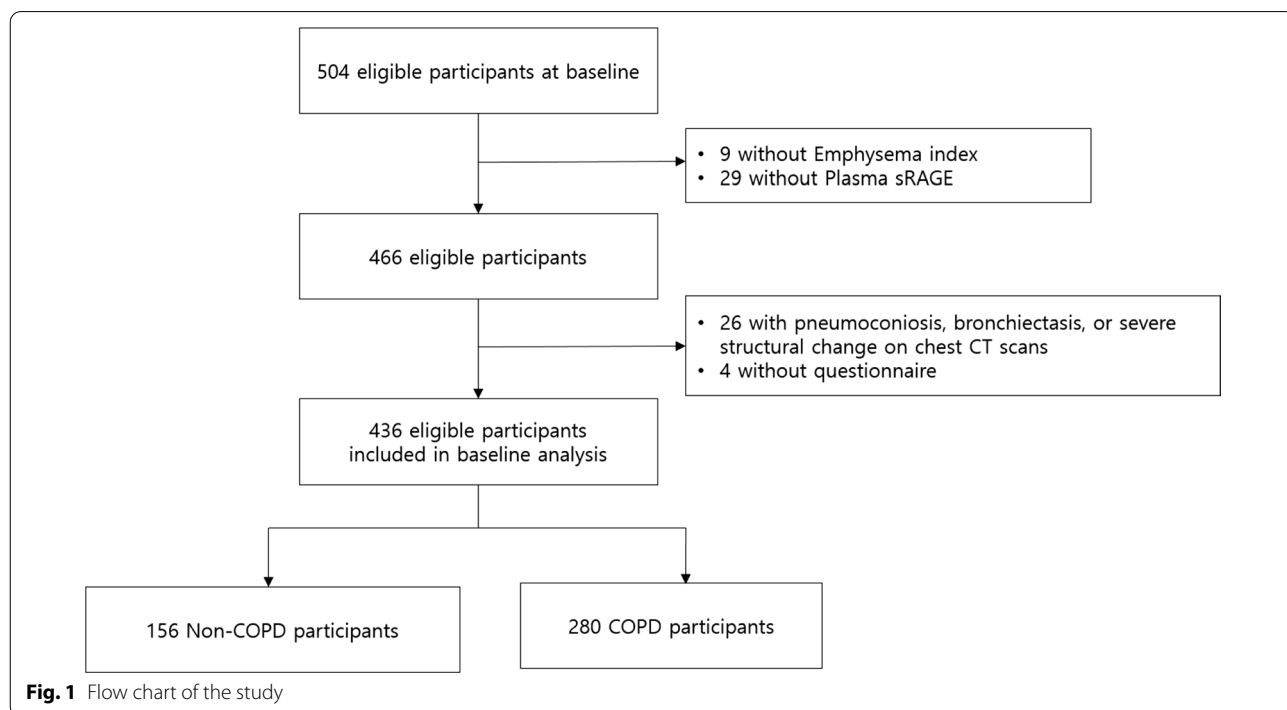 504 eligible participants at baseline
• 9 without Emphysema index
• 29 without Plasma sRAGE
466 eligible participants
• 26 with pneumoconiosis, bronchiectasis, or severe
structural change on chest CT scans
• 4 without questionnaire
436 eligible participants
included in baseline analysis
156 Non-COPD participants
280 COPD participants
Fig. 1 Flow chart of the study